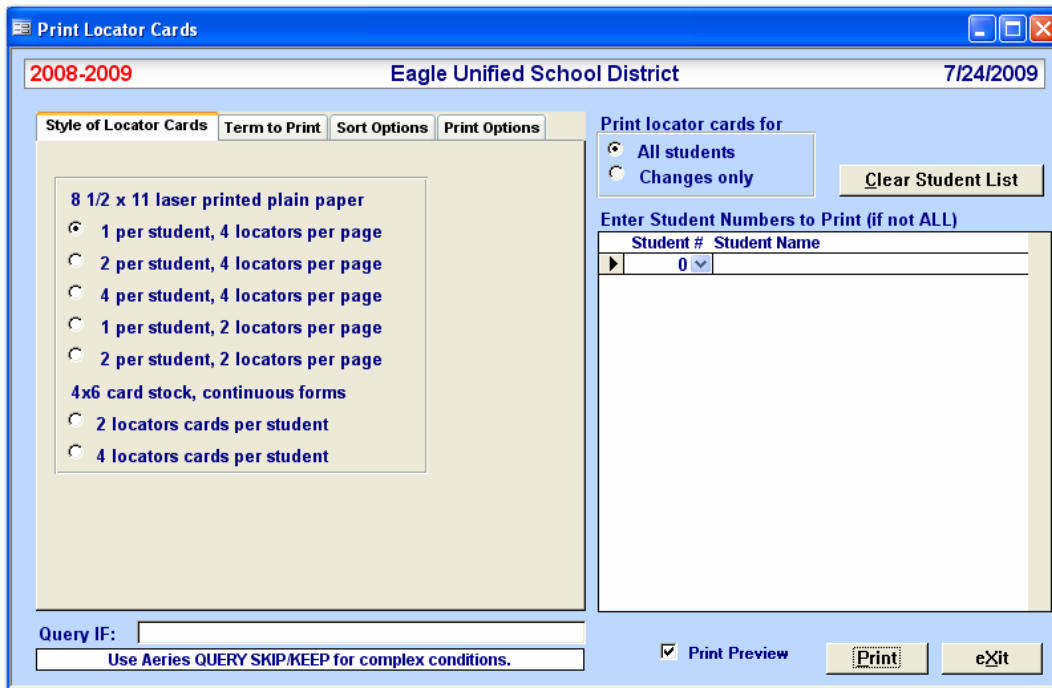 Print Locator Cards
2008-2009 Eagle Unified School District 7/24/2009
Style of Locator Cards Term to Print Sort Options Print Options
8 1/2 x 11 laser printed plain paper
1 per student, 4 locators per page
2 per student, 4 locators per page
4 per student, 4 locators per page
1 per student, 2 locators per page
2 per student, 2 locators per page
4x6 card stock, continuous forms
2 locators cards per student
4 locators cards per student
Print locator cards for
All students
Changes only
Clear Student List
Enter Student Numbers to Print (if not ALL)
Student # Student Name
0
Query IF:
Use Aeries QUERY SKIP/KEEP for complex conditions.
Print Preview Print eXit